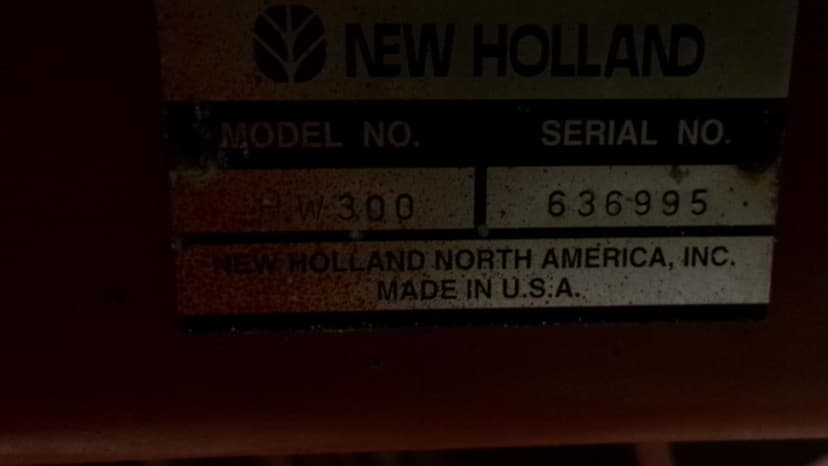 NEW HOLLAND
MODEL NO. SERIAL NO.
HW300 636995
NEW HOLLAND NORTH AMERICA, INC.
MADE IN U.S.A.